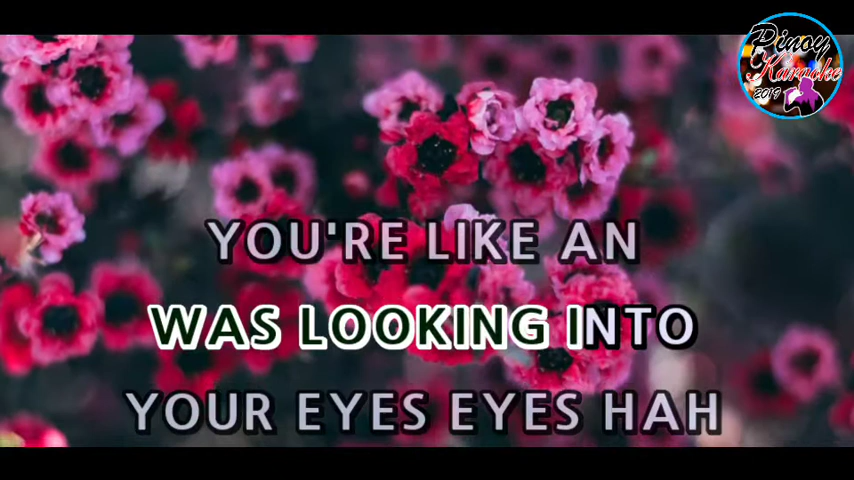 Pinoy
Karaoke
2019
YOU'RE LIKE AN
WAS LOOKING INTO
YOUR EYES EYES HAH